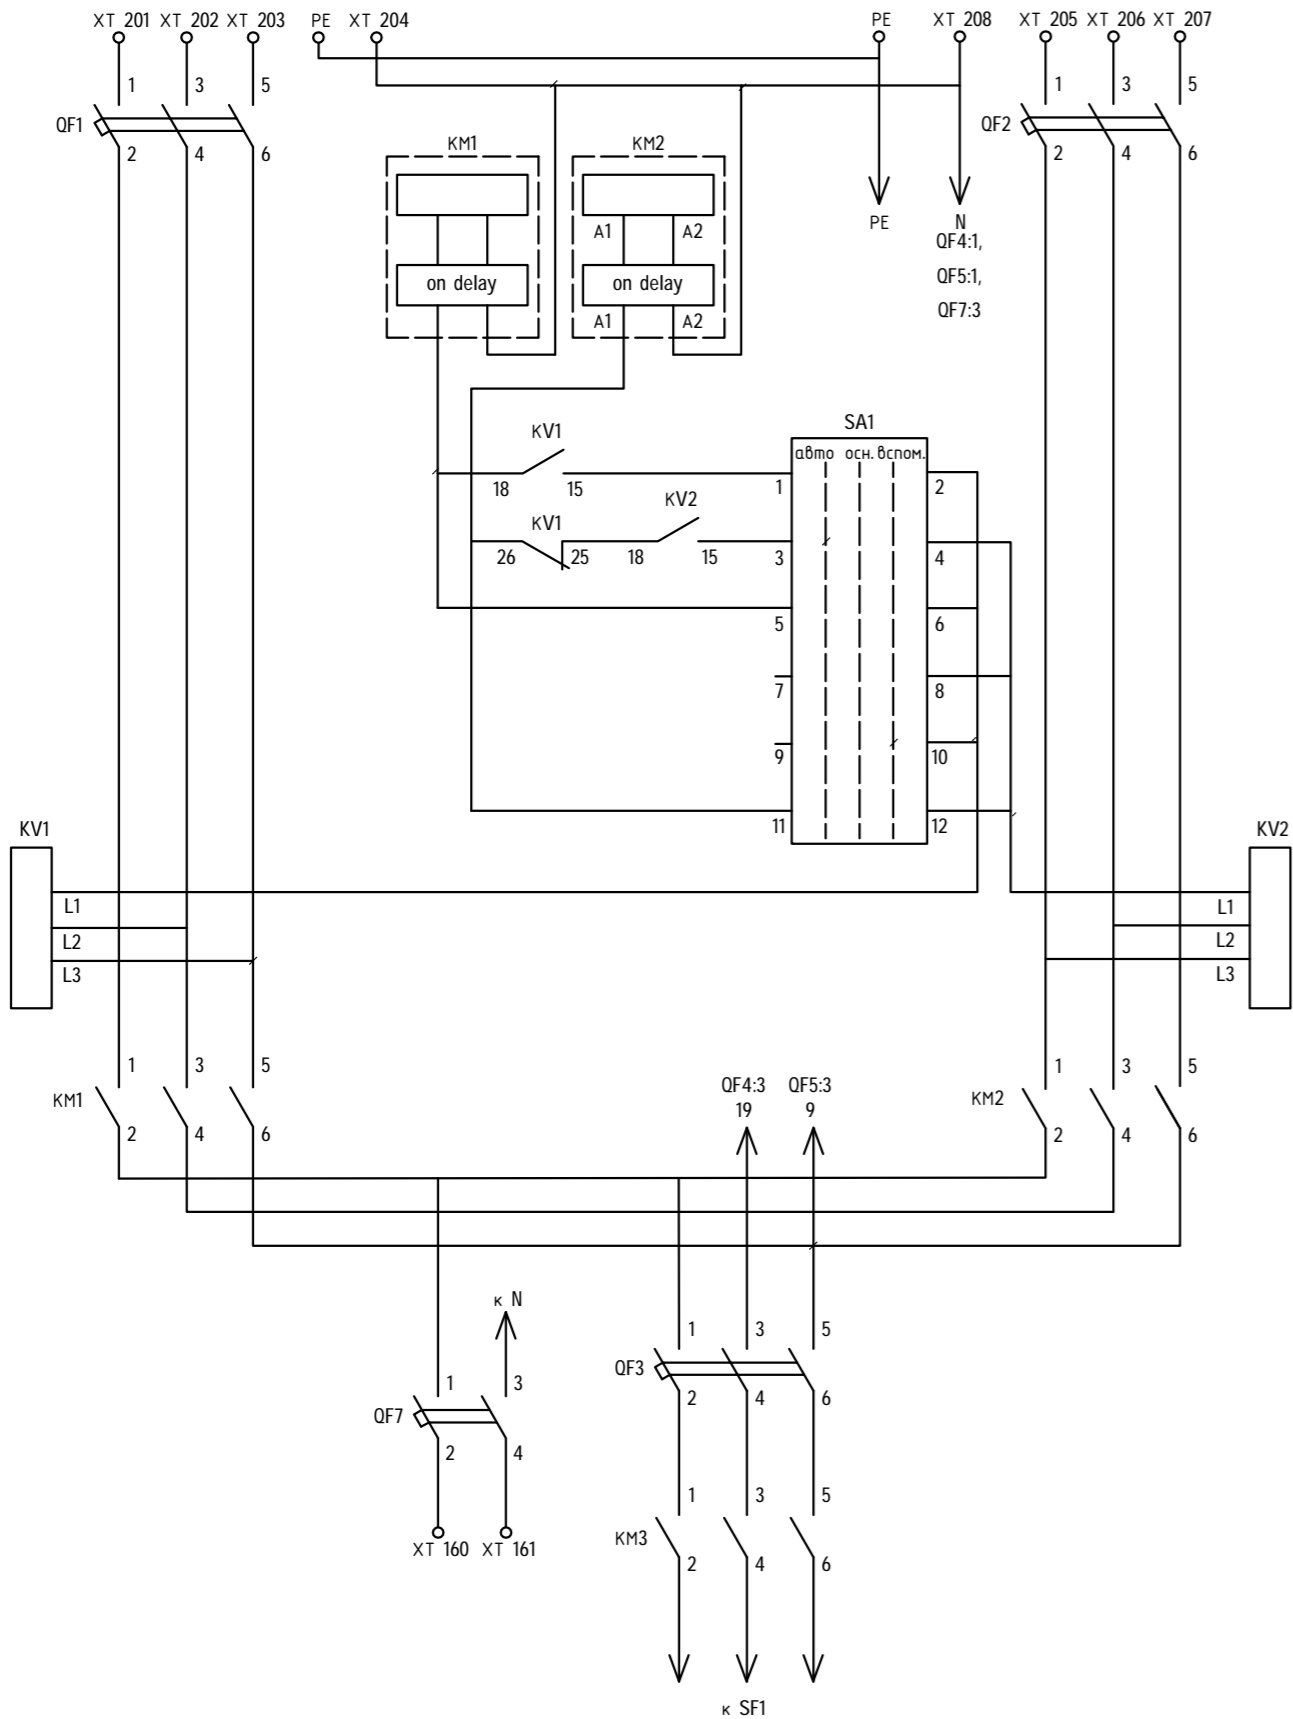 XT 201 XT 202 XT 203 PE XT 204 PE XT 208 XT 205 XT 206 XT 207
1 3 5 1 3 5
QF1 QF2
2 4 6 2 4 6
KM1 KM2
A1 A2
on delay on delay
A1 A2
PE N
QF4:1,
QF5:1,
QF7:3
SA1
авто осн. вспом.
KV1
18 15 1 2
KV1 KV2
26 25 18 15 3 4
5 6
7 8
9 10
11 12
KV1 KV2
L1 L1
L2 L2
L3 L3
1 3 5 1 3 5
KM1 KM2
2 4 6 2 4 6
QF4:3 QF5:3
19 9
к N
1 3 5
QF3
2 4 6
1 3
QF7
2 4
XT 160 XT 161
1 3 5
KM3
2 4 6
к SF1